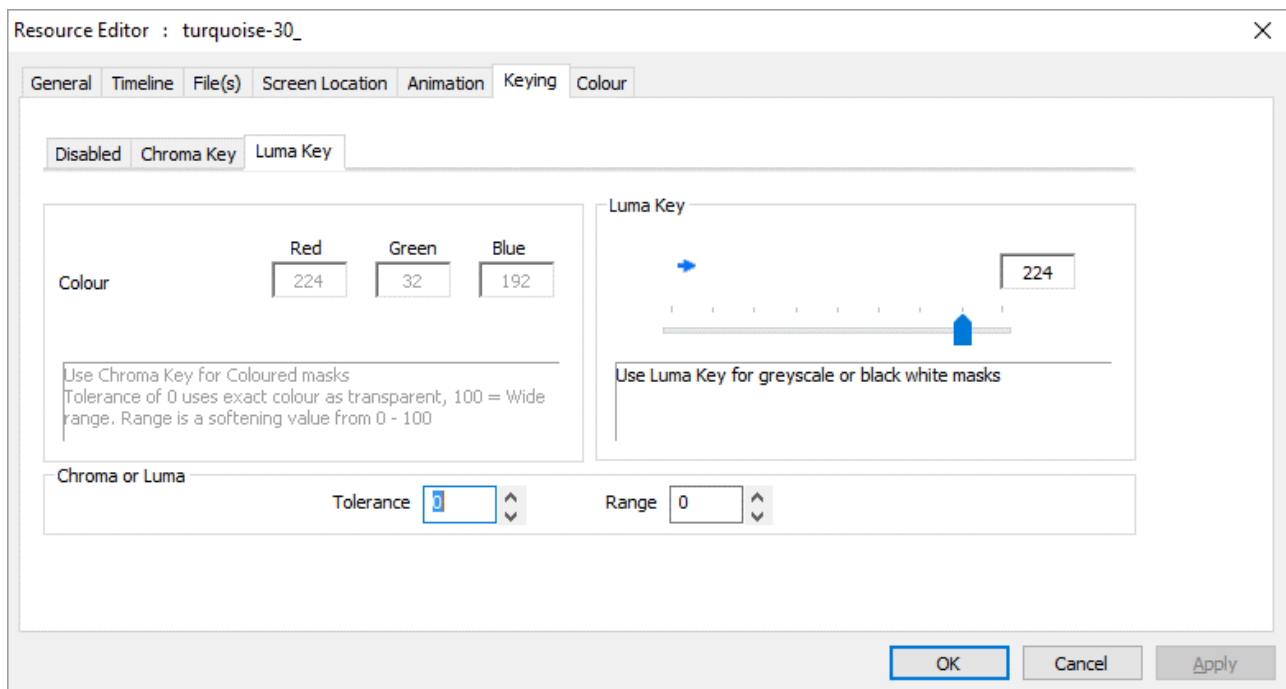 Resource Editor : turquoise-30_
General Timeline File(s) Screen Location Animation Keying Colour
Disabled Chroma Key Luma Key
Luma Key
Red Green Blue
Colour 224 32 192
224
Use Chroma Key for Coloured masks
Tolerance of 0 uses exact colour as transparent, 100 = Wide
range. Range is a softening value from 0 - 100
Use Luma Key for greyscale or black white masks
Chroma or Luma
Tolerance 0 Range 0
OK Cancel Apply